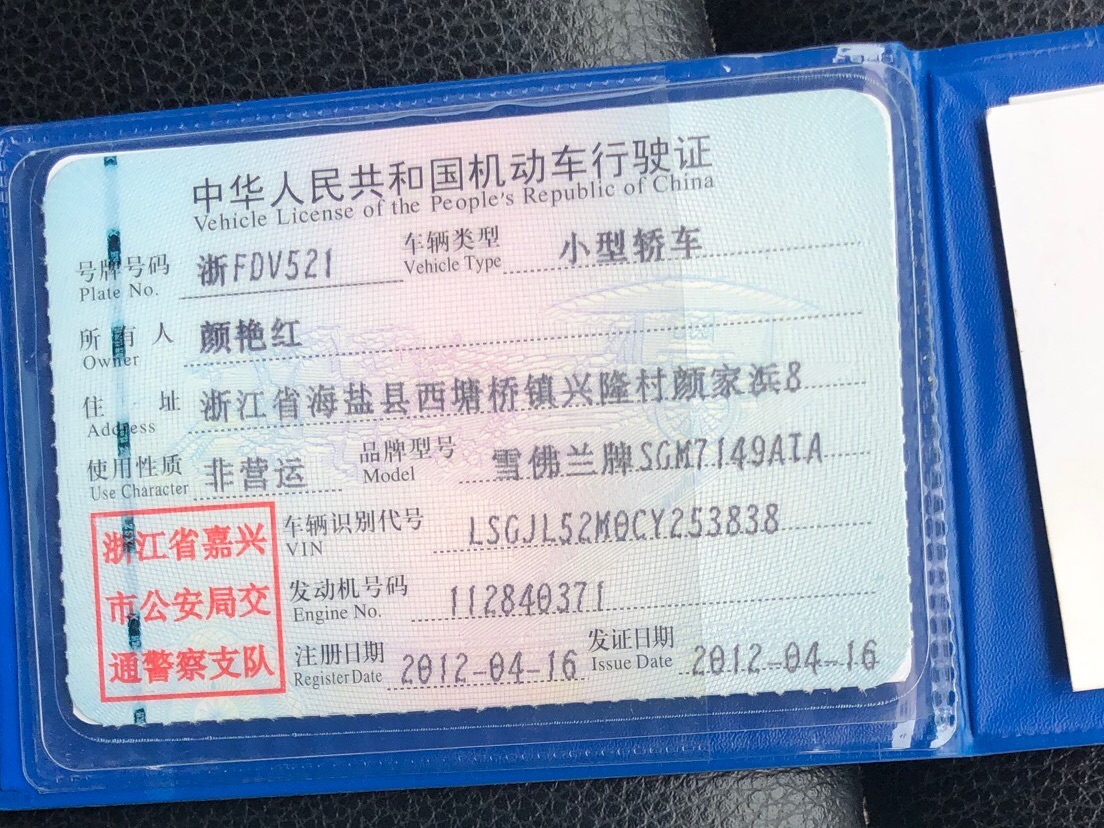 中华人民共和国机动车行驶证
Vehicle License of the People's Republic of China
号牌号码 浙FDV521 车辆类型 小型轿车
Plate No. Vehicle Type
所有人 颜艳红
Owner
住址 浙江省海盐县西塘桥镇兴隆村颜家浜8
Address
使用性质 非营运 品牌型号 雪佛兰牌SGM7149ATA
Use Character Model
车辆识别代号 LSGJL52M0CY253838
VIN
发动机号码 112840371
Engine No.
注册日期 2012-04-16 发证日期 2012-04-16
Register Date Issue Date
浙江省嘉兴
市公安局交
通警察支队